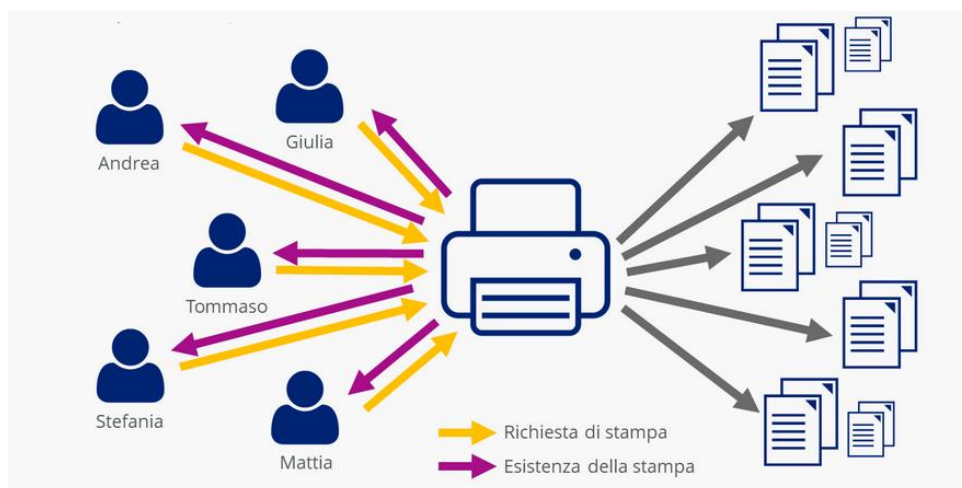 Giulia
Andrea
Tommaso
Stefania
Mattia
Richiesta di stampa
Esistenza della stampa